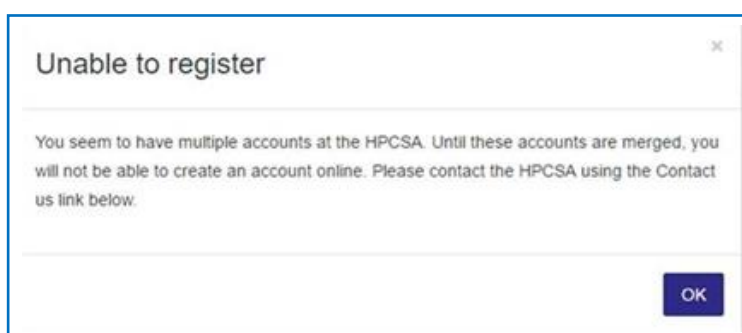 Unable to register
×
You seem to have multiple accounts at the HPCSA. Until these accounts are merged, you
will not be able to create an account online. Please contact the HPCSA using the Contact
us link below.
OK